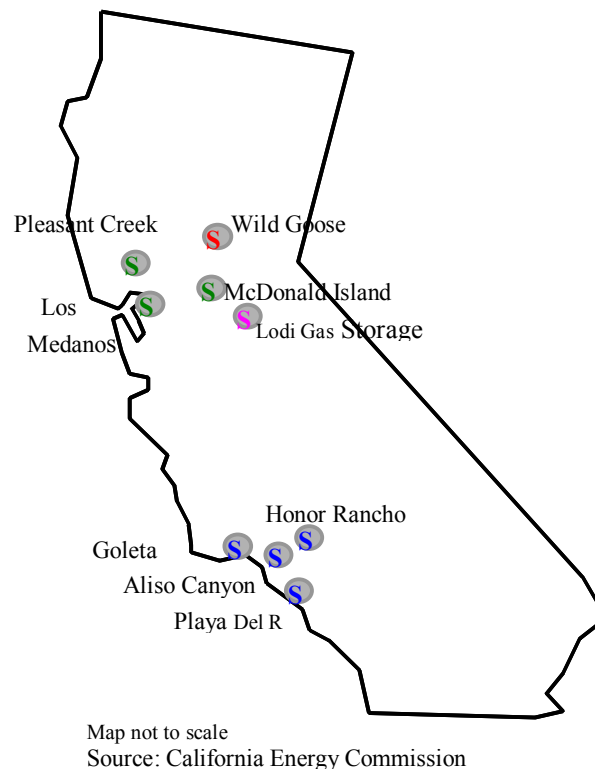 Pleasant Creek
Wild Goose
S
S
S
McDonald Island
Los
S
S
Lodi Gas Storage
Medanos
Honor Rancho
S
Goleta
S
S
Aliso Canyon
S
Playa Del R
Map not to scale
Source: California Energy Commission